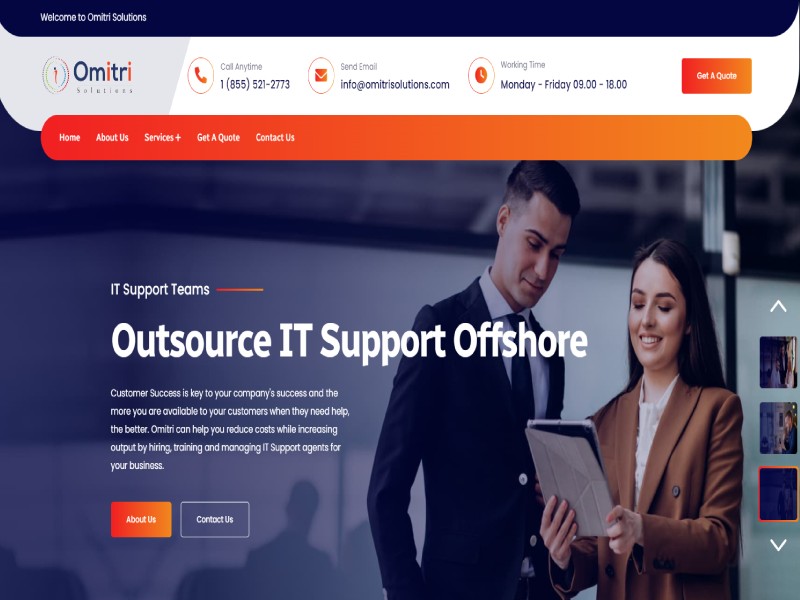 Welcome to Omitri Solutions
Omitri
Solutions
Call Anytime
1 (855) 521-2773
Send Email
info@omitrisolutions.com
Working Time
Monday - Friday 09.00 - 18.00
Get A Quote
Home
About Us
Services +
Get A Quote
Contact Us
IT Support Teams
Outsource IT Support Offshore
Customer Success is key to your company's success and the
more you are available to your customers when they need help,
the better. Omitri can help you reduce costs while increasing
output by hiring, training and managing IT Support agents for
your business.
About Us
Contact Us